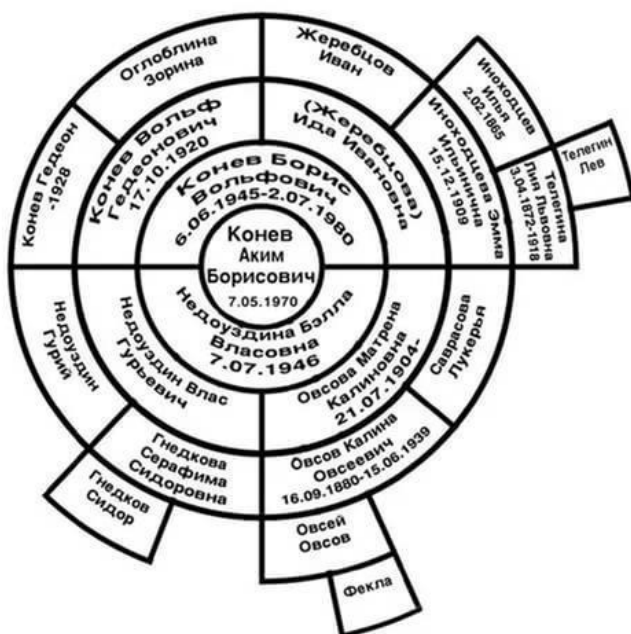 Конев
Аким
Борисович
7.05.1970
Конев Борис
Вольфович
6.06.1945-2.07.1980
Недоуздина Бэлла
Власовна
7.07.1946
Конев Вольф
Гедеонович
17.10.1920
(Жеребцова)
Ида Ивановна
Недоуздин Влас
Гурьевич
Овсова Матрена
Калиновна
21.07.1904-
Конев Гедеон
-1928
Оглоблина
Зорина
Жеребцов
Иван
Иноходцева Эмма
Ильинична
15.12.1909
Недоуздин
Гурий
Гнедкова
Серафима
Сидоровна
Овсов Калина
Овсеевич
16.09.1880-15.06.1939
Саврасова
Лукерья
Иноходцев
Илья
2.02.1865
Телегина
Лия Львовна
3.04.1872-1918
Телегин
Лев
Гнедков
Сидор
Овсей
Овсов
Фекла